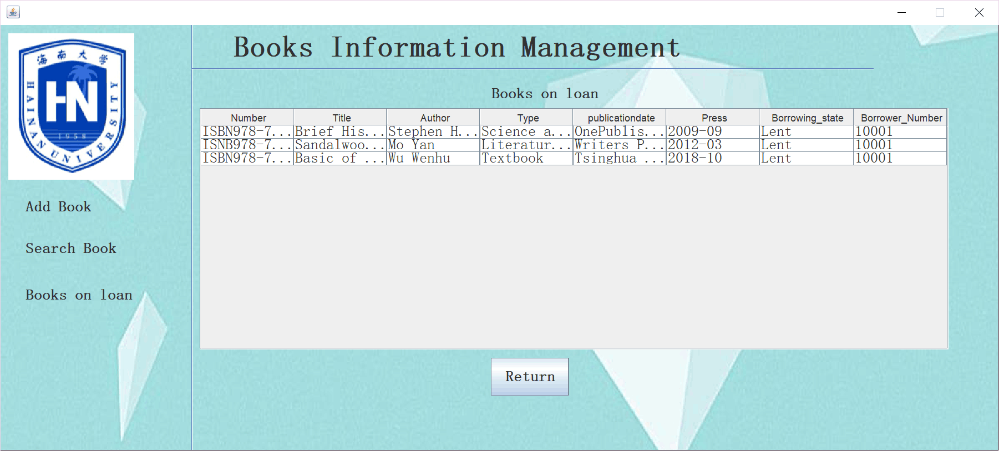 海南大学
HAINAN UNIVERSITY
HN
1958
Books Information Management
Books on loan
Number Title Author Type publicationdate Press Borrowing_state Borrower_Number
ISBN978-7... Brief His... Stephen H... Science a... OnePublis... 2009-09 Lent 10001
ISNB978-7... Sandalwoo... Mo Yan Literatur... Writers P... 2012-03 Lent 10001
ISBN978-7... Basic of ... Wu Wenhu Textbook Tsinghua ... 2018-10 Lent 10001
Add Book
Search Book
Books on loan
Return